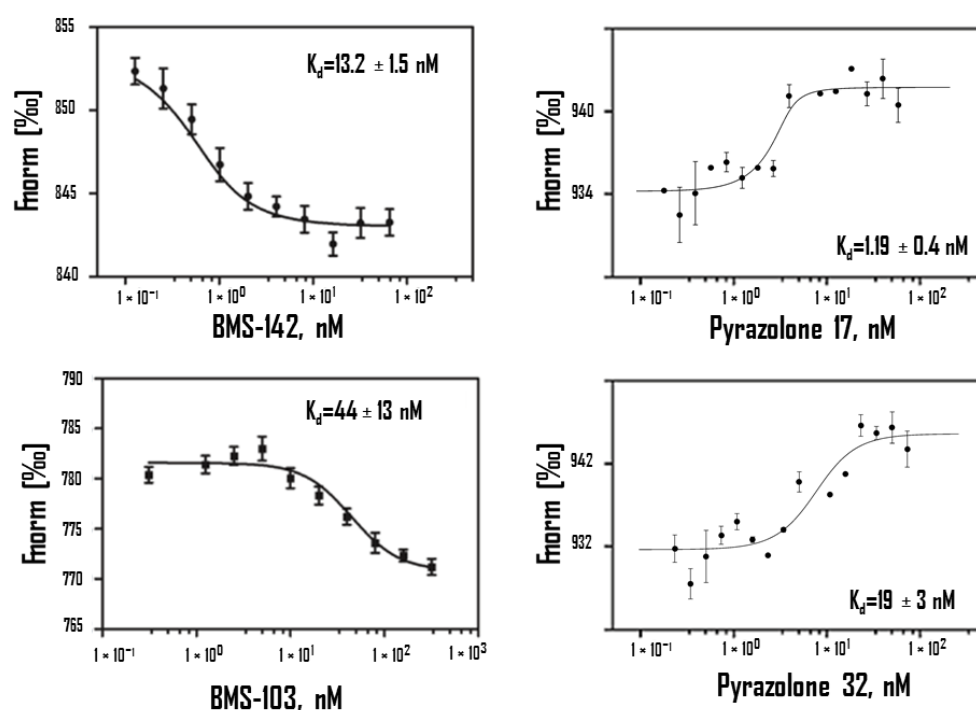 855
850
845
840
Fnorm [‰]
K_d=13.2 ± 1.5 nM
1 × 10⁻¹ 1 × 10⁰ 1 × 10¹ 1 × 10²
BMS-142, nM
940
934
Fnorm [‰]
K_d=1.19 ± 0.4 nM
1 × 10⁻¹ 1 × 10⁰ 1 × 10¹ 1 × 10²
Pyrazolone 17, nM
790
785
780
775
770
765
Fnorm [‰]
K_d=44 ± 13 nM
1 × 10⁻¹ 1 × 10⁰ 1 × 10¹ 1 × 10² 1 × 10³
BMS-103, nM
942
932
Fnorm [‰]
K_d=19 ± 3 nM
1 × 10⁻¹ 1 × 10⁰ 1 × 10¹ 1 × 10²
Pyrazolone 32, nM